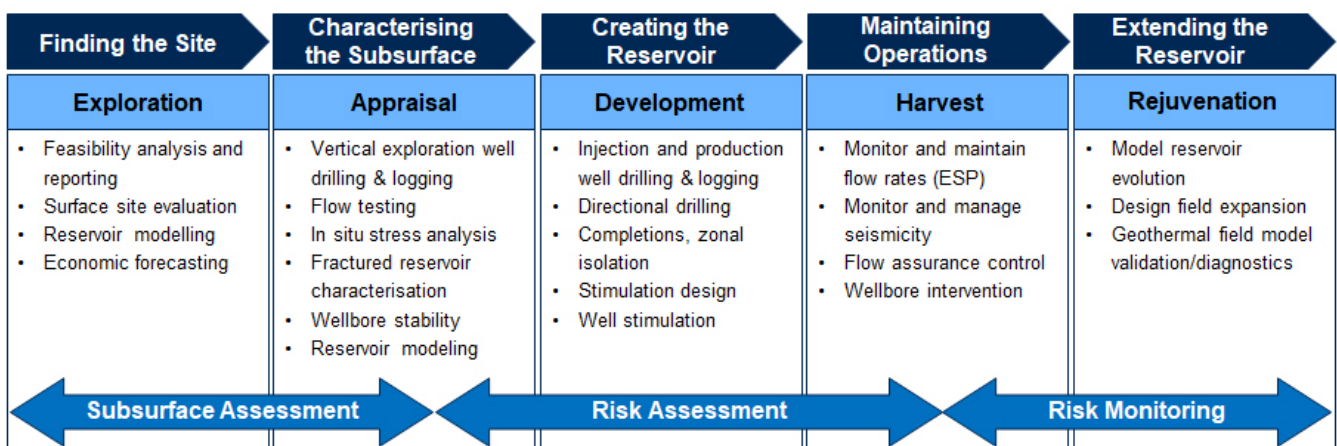 Finding the Site
Characterising
the Subsurface
Creating the
Reservoir
Maintaining
Operations
Extending the
Reservoir
Exploration
Appraisal
Development
Harvest
Rejuvenation
• Feasibility analysis and
reporting
• Surface site evaluation
• Reservoir modelling
• Economic forecasting
• Vertical exploration well
drilling & logging
• Flow testing
• In situ stress analysis
• Fractured reservoir
characterisation
• Wellbore stability
• Reservoir modeling
• Injection and production
well drilling & logging
• Directional drilling
• Completions, zonal
isolation
• Stimulation design
• Well stimulation
• Monitor and maintain
flow rates (ESP)
• Monitor and manage
seismicity
• Flow assurance control
• Wellbore intervention
• Model reservoir
evolution
• Design field expansion
• Geothermal field model
validation/diagnostics
Subsurface Assessment
Risk Assessment
Risk Monitoring